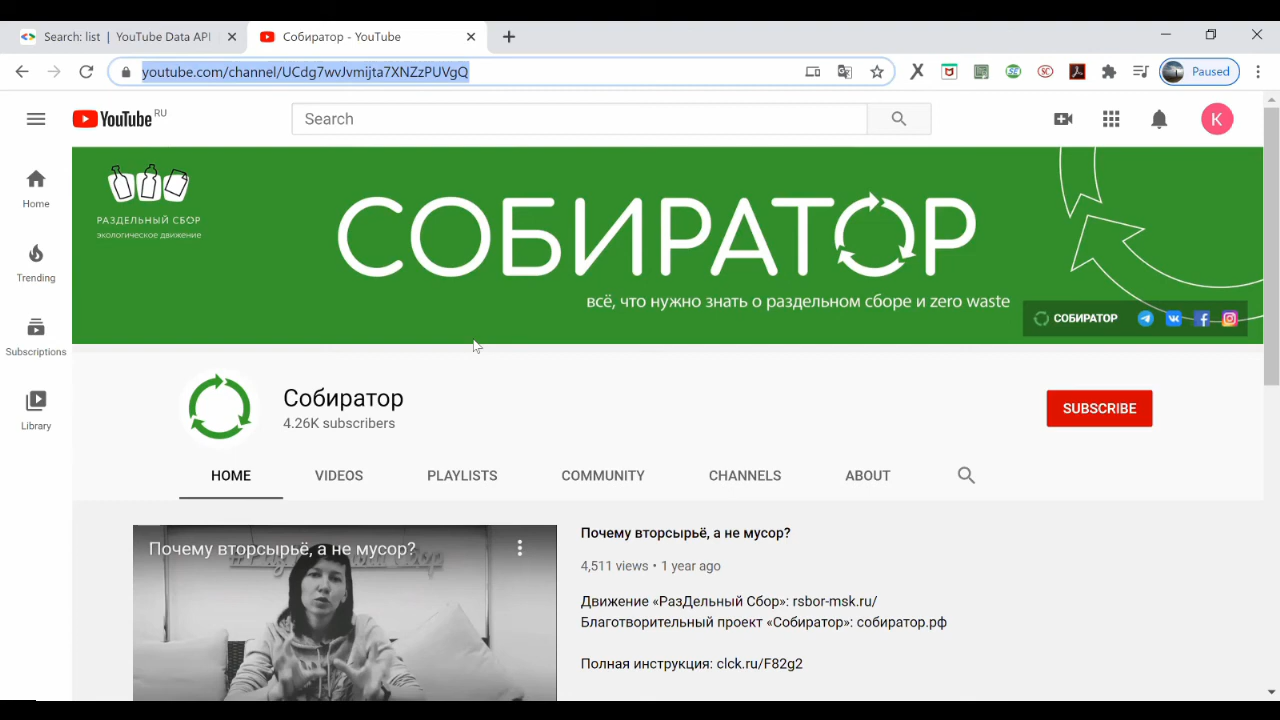 Search: list | YouTube Data API
Собиратор - YouTube
youtube.com/channel/UCdg7wvJvmijta7XNZzPUVgQ
Paused
YouTube RU
Search
K
Home
Trending
Subscriptions
Library
РАЗДЕЛЬНЫЙ СБОР
экологическое движение
СОБИРАТОР
всё, что нужно знать о раздельном сборе и zero waste
СОБИРАТОР
Собиратор
4.26K subscribers
SUBSCRIBE
HOME VIDEOS PLAYLISTS COMMUNITY CHANNELS ABOUT
Почему вторсырьё, а не мусор?
Почему вторсырьё, а не мусор?
4,511 views • 1 year ago
Движение «РазДельный Сбор»: rsbor-msk.ru/
Благотворительный проект «Собиратор»: собиратор.рф
Полная инструкция: clck.ru/F82g2